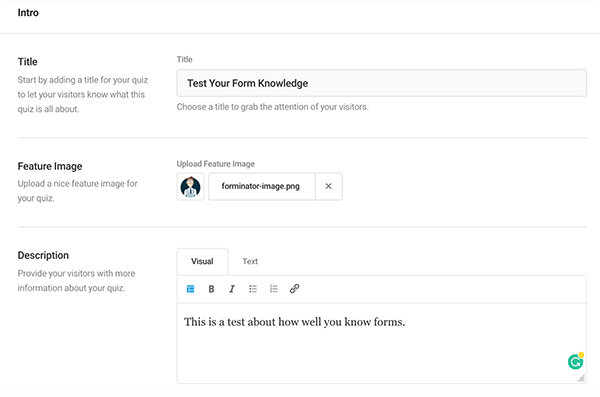 Intro
Title
Start by adding a title for your quiz
to let your visitors know what this
quiz is all about.
Title
Test Your Form Knowledge
Choose a title to grab the attention of your visitors.
Feature Image
Upload a nice feature image for
your quiz.
Upload Feature Image
forminator-image.png
Description
Provide your visitors with more
information about your quiz.
Visual Text
B I
This is a test about how well you know forms.